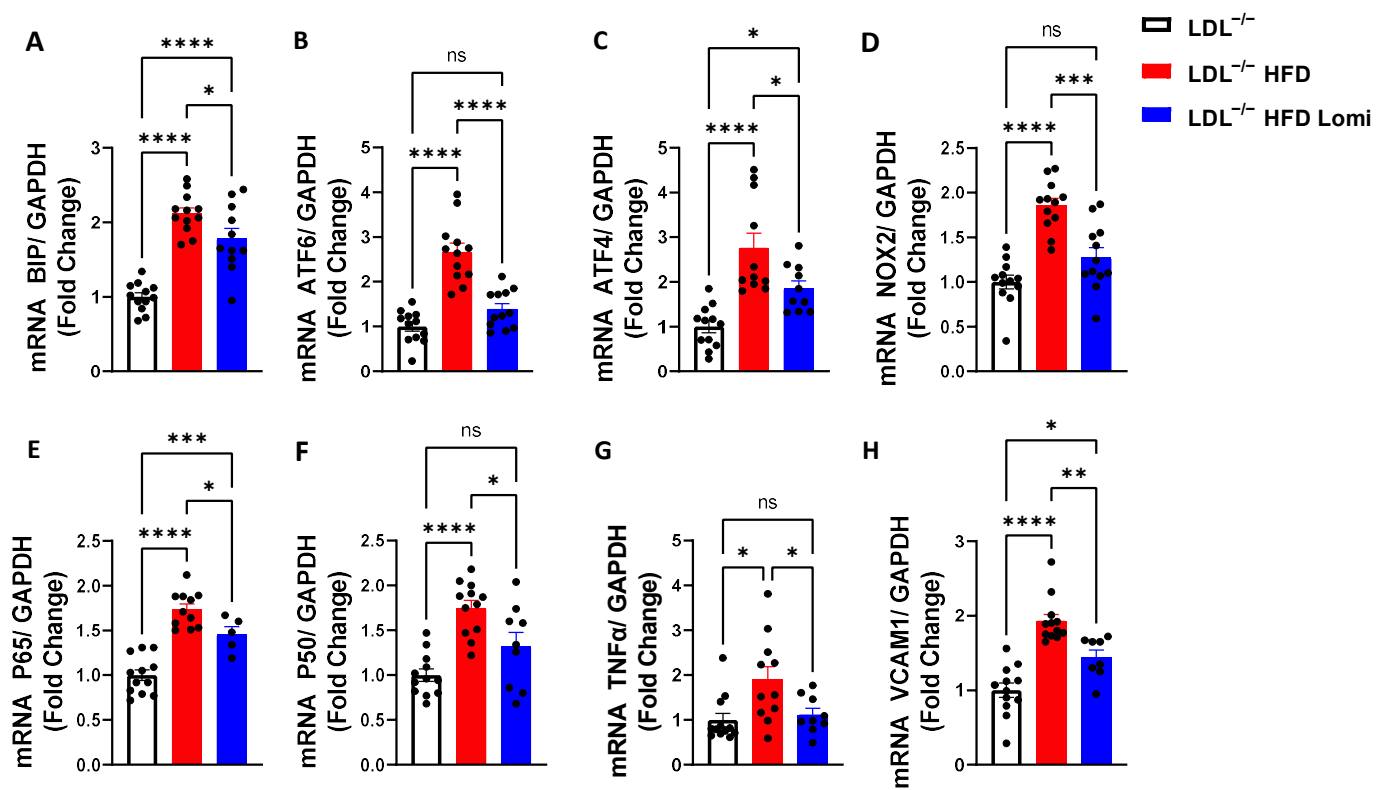 LDL−/−
LDL−/− HFD
LDL−/− HFD Lomi
A
****
*
****
mRNA BIP/ GAPDH
(Fold Change)
3
2
1
0
B
ns
****
****
mRNA ATF6/ GAPDH
(Fold Change)
5
4
3
2
1
0
C
*
*
****
mRNA ATF4/ GAPDH
(Fold Change)
5
4
3
2
1
0
D
ns
***
****
mRNA NOX2/ GAPDH
(Fold Change)
2.5
2.0
1.5
1.0
0.5
0.0
E
***
*
****
mRNA P65/ GAPDH
(Fold Change)
2.5
2.0
1.5
1.0
0.5
0.0
F
ns
*
****
mRNA P50/ GAPDH
(Fold Change)
2.5
2.0
1.5
1.0
0.5
0.0
G
ns
*
*
mRNA TNFα/ GAPDH
(Fold Change)
5
4
3
2
1
0
H
*
**
****
mRNA VCAM1/ GAPDH
(Fold Change)
3
2
1
0